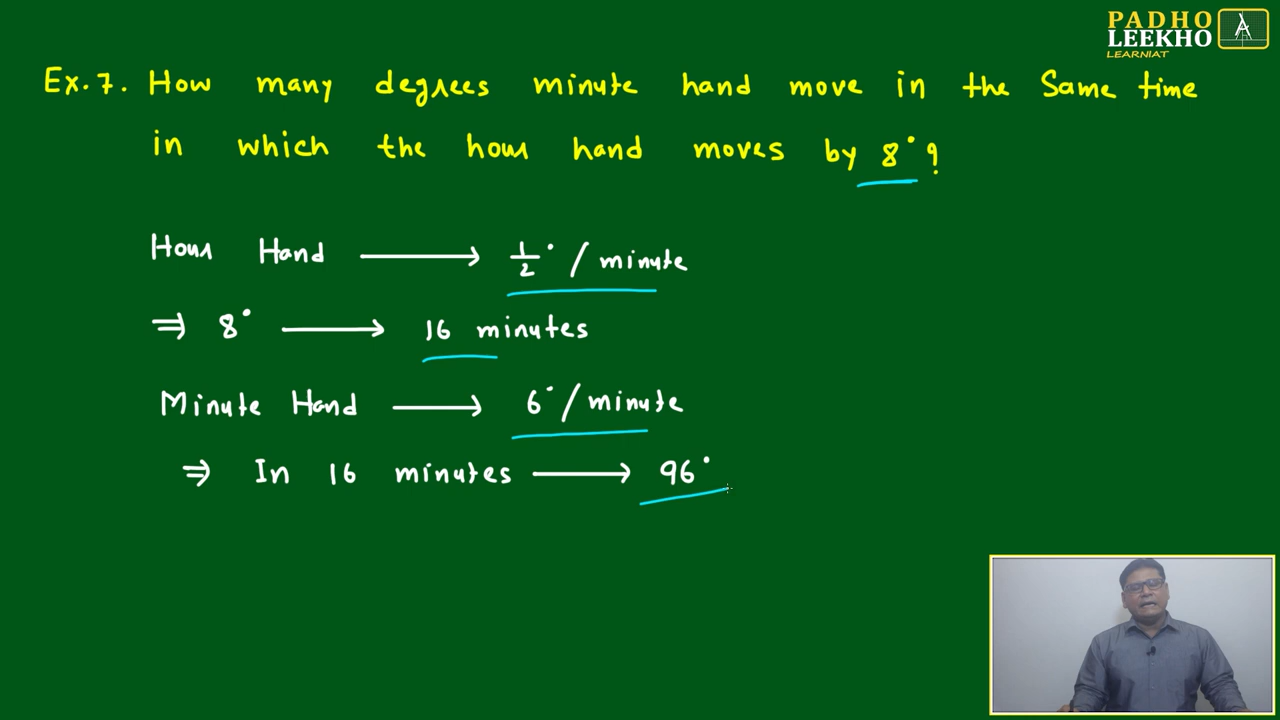 PADHO
LEEKHO
LEARNIAT
Ex. 7. How many degrees minute hand move in the same time
in which the hour hand moves by 8°?
Hour Hand ⟶ 1/2° / minute
⇒ 8° ⟶ 16 minutes
Minute Hand ⟶ 6° / minute
⇒ In 16 minutes ⟶ 96°